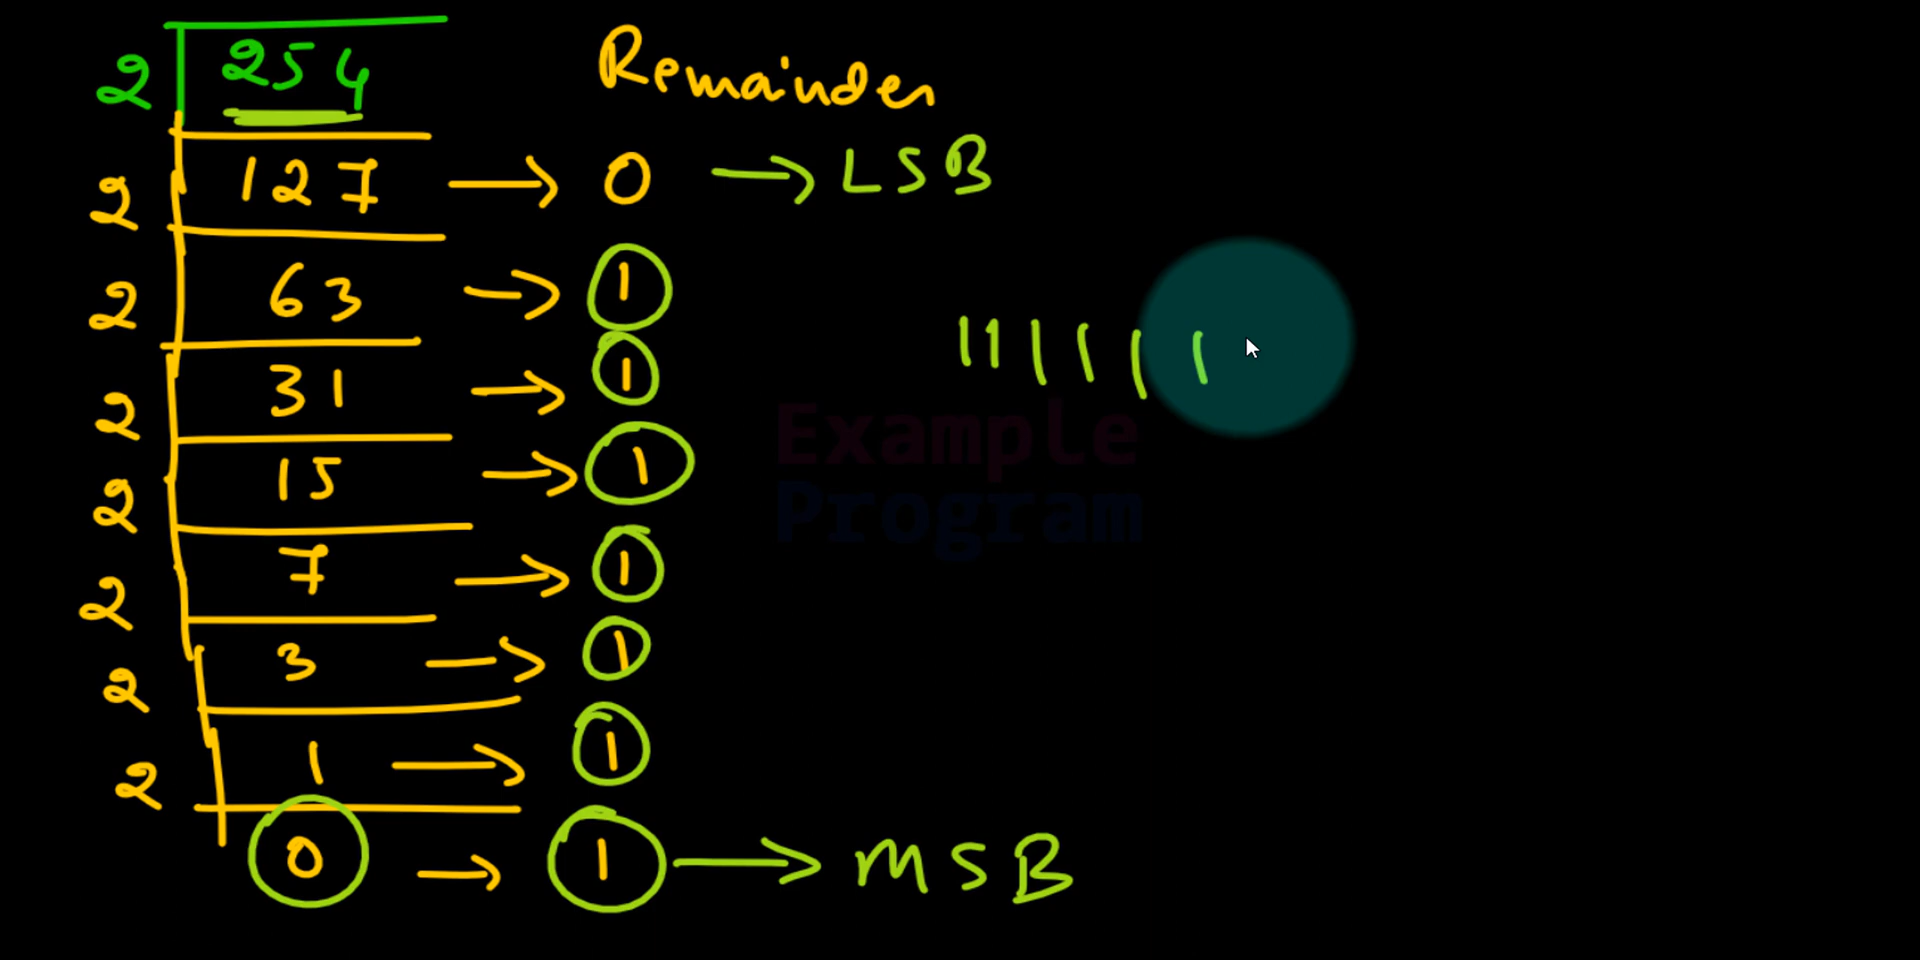 2 254 Remainder
2 127 → 0 → LSB
2 63 → 1
111111
2 31 → 1
2 15 → 1
Example
Program
2 7 → 1
2 3 → 1
2 1 → 1
0 → 1 → MSB